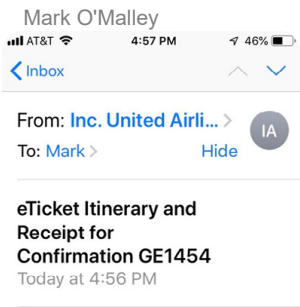 Mark O'Malley
AT&T 4:57 PM 46%
Inbox
From: Inc. United Airli...
IA
To: Mark Hide
eTicket Itinerary and
Receipt for
Confirmation GE1454
Today at 4:56 PM